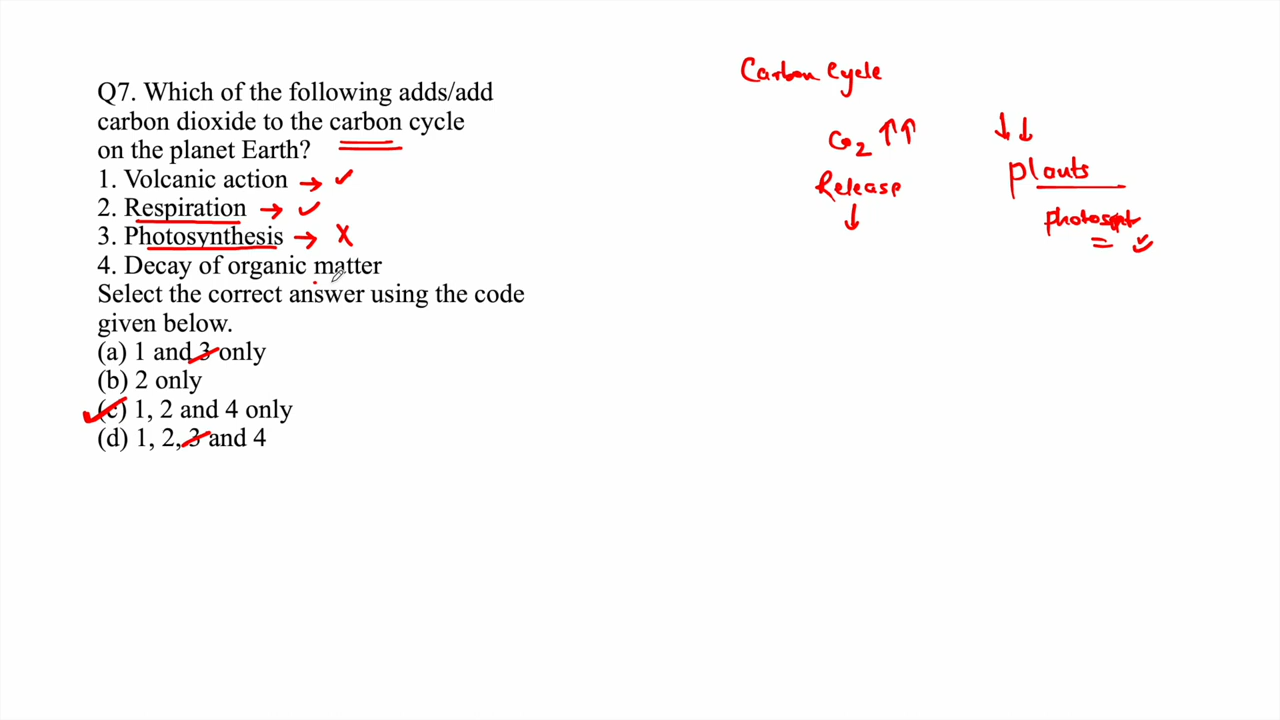 Q7. Which of the following adds/add
carbon dioxide to the carbon cycle
on the planet Earth?
1. Volcanic action → ✓
2. Respiration → ✓
3. Photosynthesis → X
4. Decay of organic matter
Select the correct answer using the code
given below.
(a) 1 and 3 only
(b) 2 only
(c) 1, 2 and 4 only
(d) 1, 2, 3 and 4
Carbon Cycle
CO2 ↑↑ ↓↓
Release plants
↓